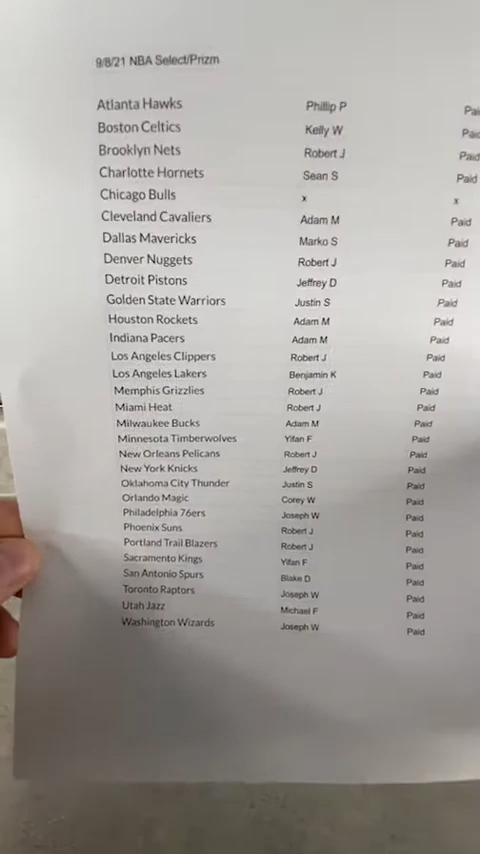 9/8/21 NBA Select/Prizm
Atlanta Hawks Phillip P Pai
Boston Celtics Kelly W Paid
Brooklyn Nets Robert J Paid
Charlotte Hornets Sean S Paid
Chicago Bulls x x
Cleveland Cavaliers Adam M Paid
Dallas Mavericks Marko S Paid
Denver Nuggets Robert J Paid
Detroit Pistons Jeffrey D Paid
Golden State Warriors Justin S Paid
Houston Rockets Adam M Paid
Indiana Pacers Adam M Paid
Los Angeles Clippers Robert J Paid
Los Angeles Lakers Benjamin K Paid
Memphis Grizzlies Robert J Paid
Miami Heat Robert J Paid
Milwaukee Bucks Adam M Paid
Minnesota Timberwolves Yifan F Paid
New Orleans Pelicans Robert J Paid
New York Knicks Jeffrey D Paid
Oklahoma City Thunder Justin S Paid
Orlando Magic Corey W Paid
Philadelphia 76ers Joseph W Paid
Phoenix Suns Robert J Paid
Portland Trail Blazers Robert J Paid
Sacramento Kings Yifan F Paid
San Antonio Spurs Blake D Paid
Toronto Raptors Joseph W Paid
Utah Jazz Michael F Paid
Washington Wizards Joseph W Paid